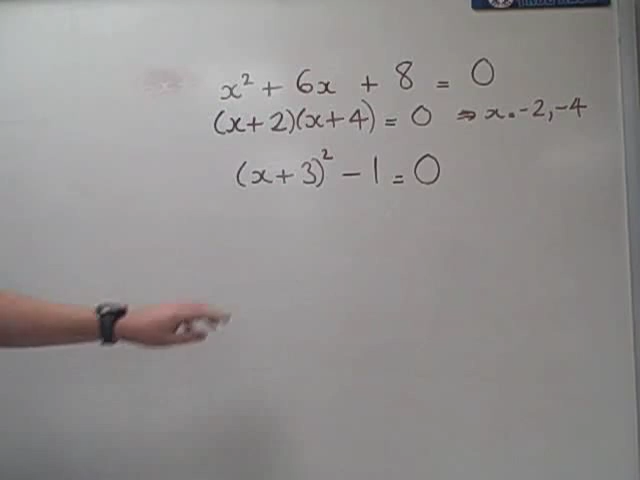 x² + 6x + 8 = 0
(x+2)(x+4) = 0 ⇒ x = -2, -4
(x+3)² - 1 = 0